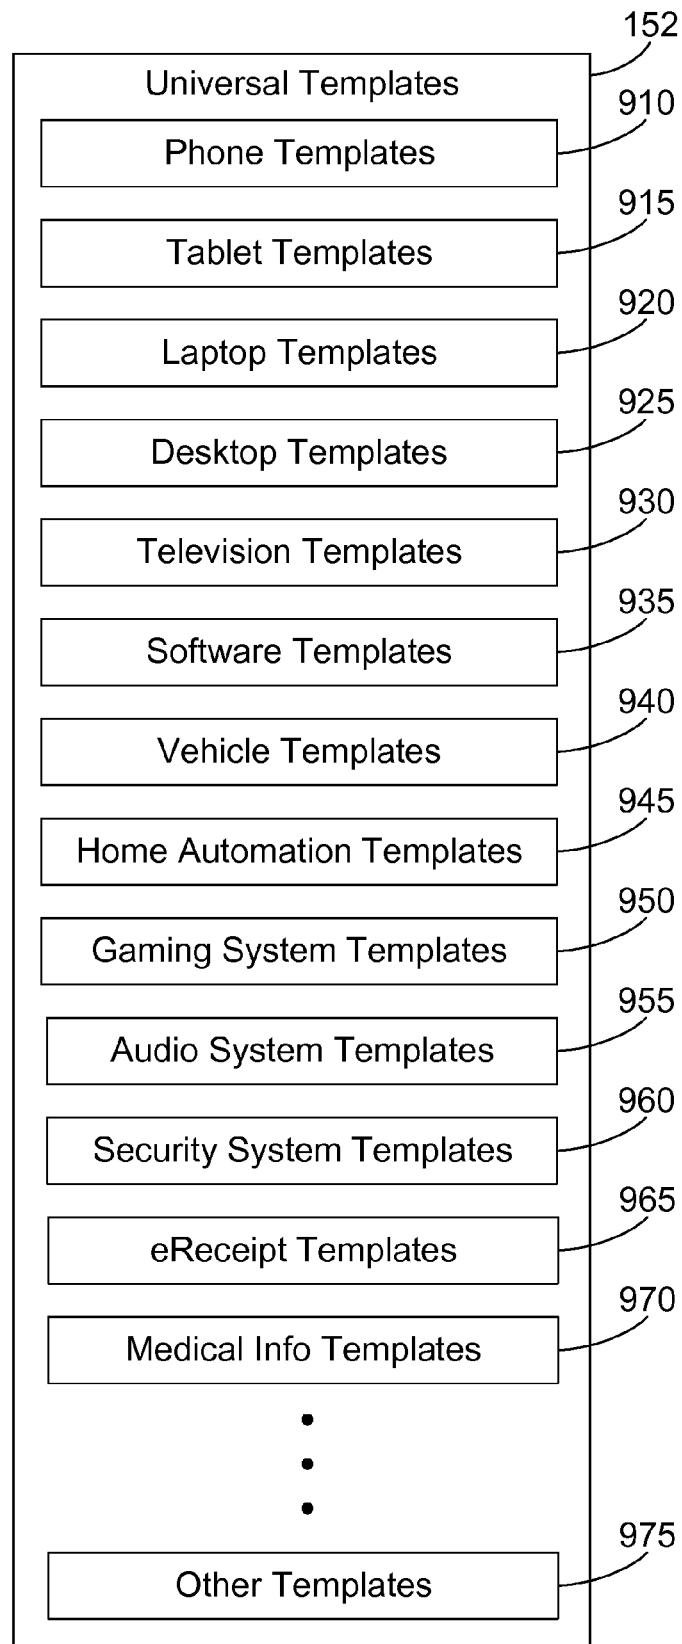 152
Universal Templates
910
Phone Templates
915
Tablet Templates
920
Laptop Templates
925
Desktop Templates
930
Television Templates
935
Software Templates
940
Vehicle Templates
945
Home Automation Templates
950
Gaming System Templates
955
Audio System Templates
960
Security System Templates
965
eReceipt Templates
970
Medical Info Templates
975
Other Templates